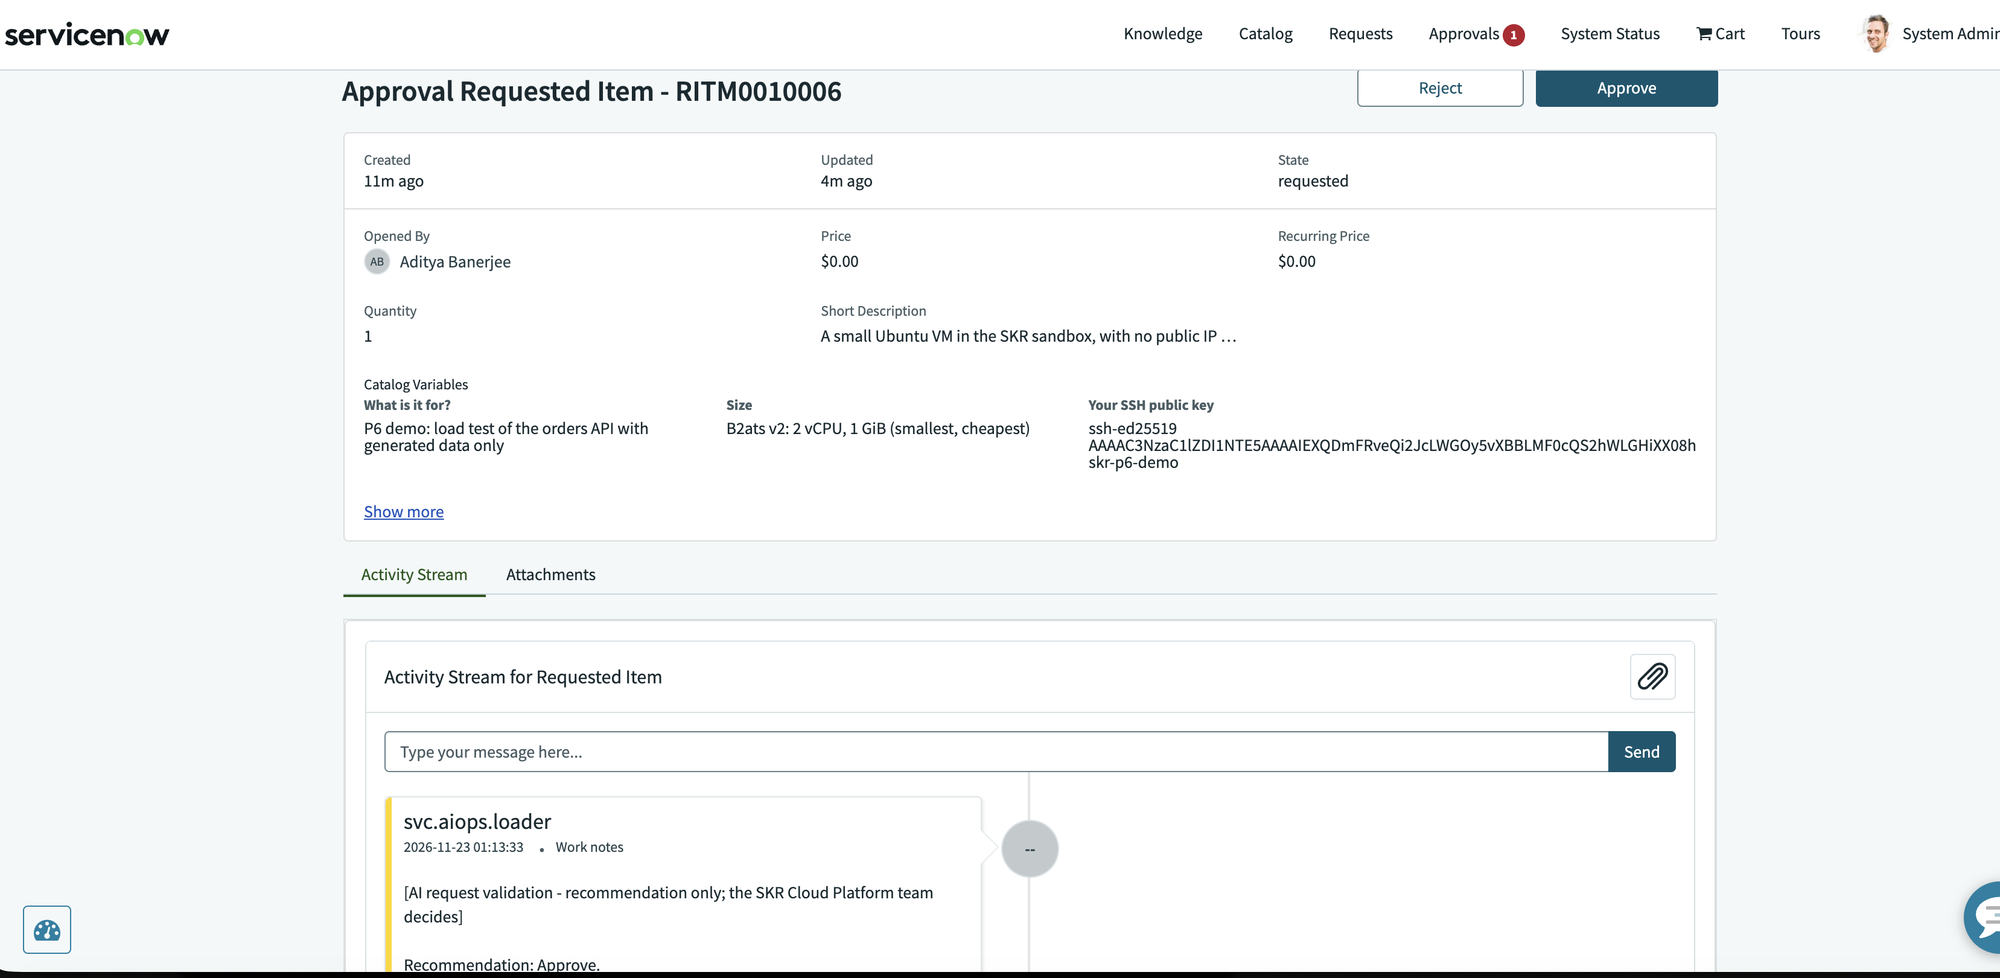 servicenow
Knowledge
Catalog
Requests
Approvals 1
System Status
Cart
Tours
System Admin
Approval Requested Item - RITM0010006
Reject
Approve
Created
11m ago
Updated
4m ago
State
requested
Opened By
AB Aditya Banerjee
Price
$0.00
Recurring Price
$0.00
Quantity
1
Short Description
A small Ubuntu VM in the SKR sandbox, with no public IP …
Catalog Variables
What is it for?
P6 demo: load test of the orders API with
generated data only
Size
B2ats v2: 2 vCPU, 1 GiB (smallest, cheapest)
Your SSH public key
ssh-ed25519
AAAAC3NzaC1lZDI1NTE5AAAAIEXQDmFRveQi2JcLWGOy5vXBBLMF0cQS2hWLGHiXX08h
skr-p6-demo
Show more
Activity Stream
Attachments
Activity Stream for Requested Item
Type your message here...
Send
svc.aiops.loader
2026-11-23 01:13:33 • Work notes
--
[AI request validation - recommendation only; the SKR Cloud Platform team
decides]
Recommendation: Approve.